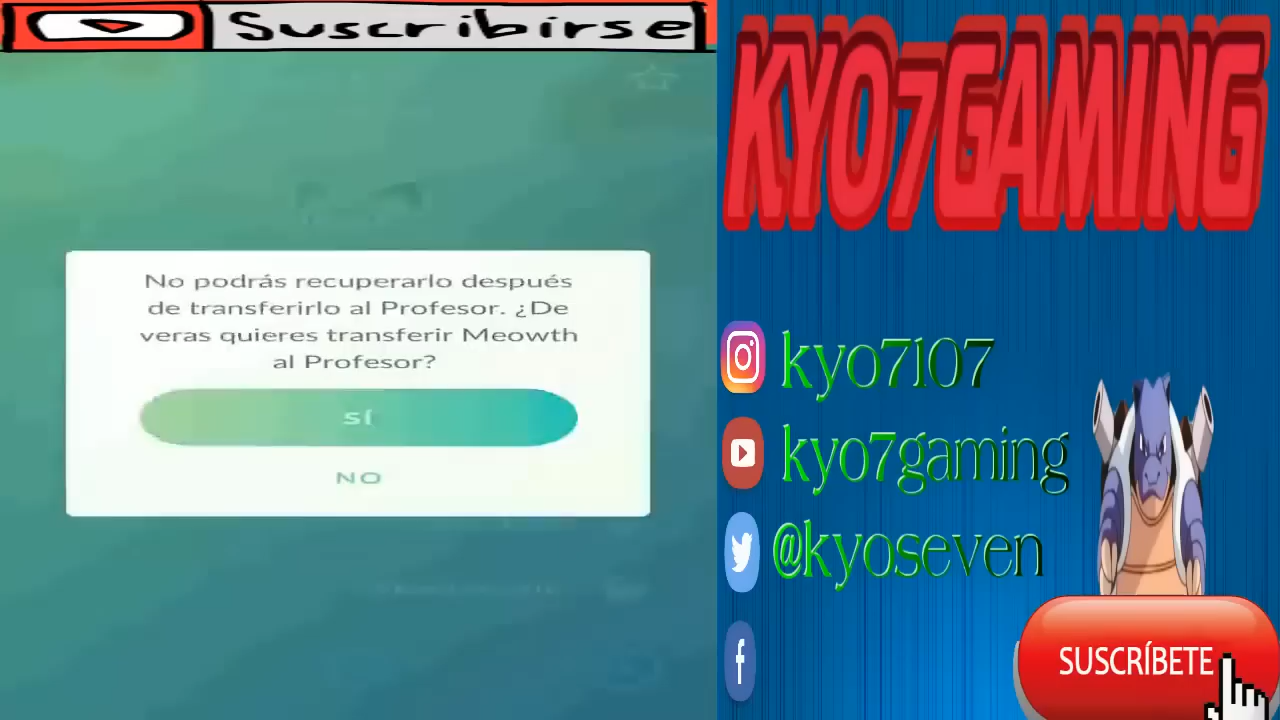 Suscribirse
KYO7GAMING
No podrás recuperarlo después
de transferirlo al Profesor. ¿De
veras quieres transferir Meowth
al Profesor?
SÍ
NO
kyo7107
kyo7gaming
@kyoseven
SUSCRÍBETE